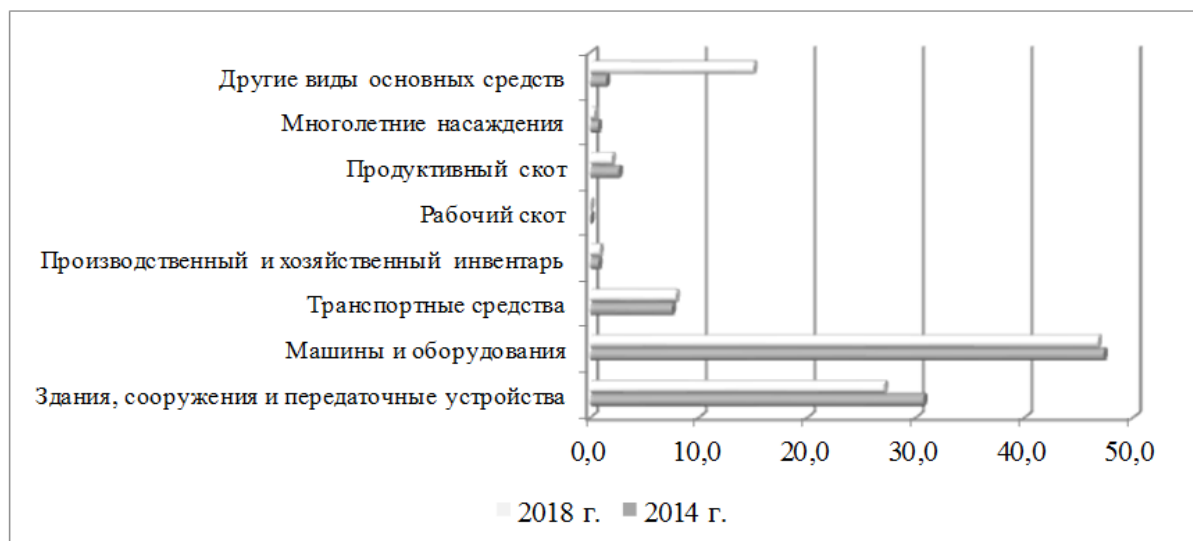 Другие виды основных средств
Многолетние насаждения
Продуктивный скот
Рабочий скот
Производственный и хозяйственный инвентарь
Транспортные средства
Машины и оборудования
Здания, сооружения и передаточные устройства
0,0 10,0 20,0 30,0 40,0 50,0
2018 г. 2014 г.